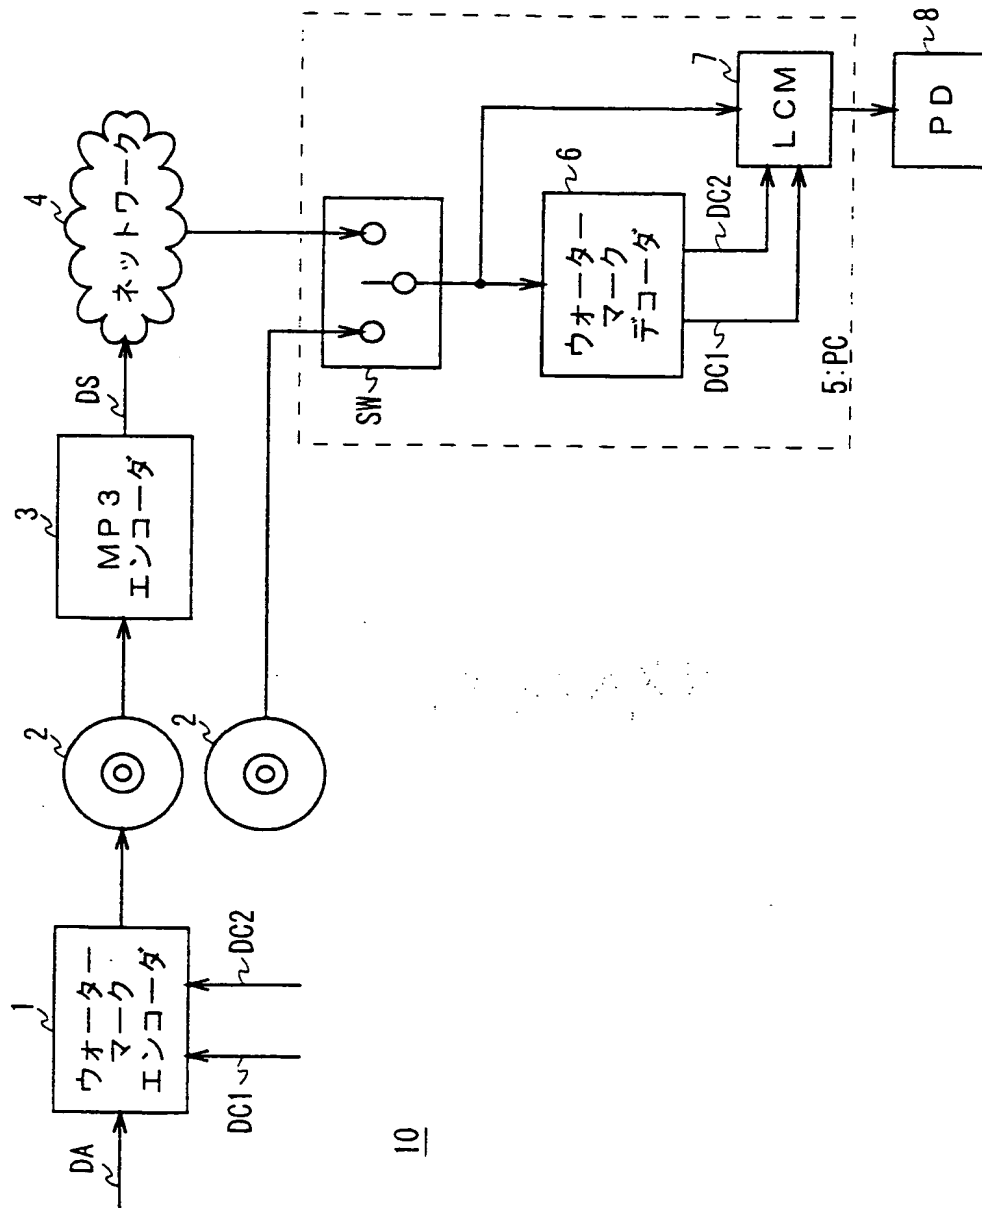 DA
1
ウォーター
マーク
エンコーダ
DC1
DC2
2
2
3
MP3
エンコーダ
DS
4
ネットワーク
SW
6
ウォーター
マーク
デコーダ
DC1
DC2
7
LCM
5:PC
8
PD
10